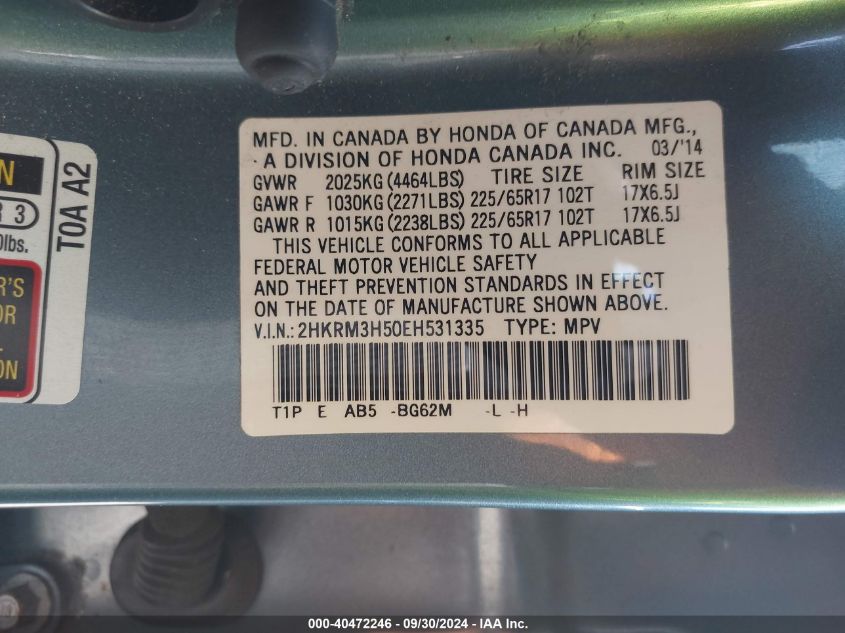 MFD. IN CANADA BY HONDA OF CANADA MFG.,
A DIVISION OF HONDA CANADA INC. 03/'14
GVWR 2025KG (4464LBS) TIRE SIZE RIM SIZE
GAWR F 1030KG (2271LBS) 225/65R17 102T 17X6.5J
GAWR R 1015KG (2238LBS) 225/65R17 102T 17X6.5J
THIS VEHICLE CONFORMS TO ALL APPLICABLE
FEDERAL MOTOR VEHICLE SAFETY
AND THEFT PREVENTION STANDARDS IN EFFECT
ON THE DATE OF MANUFACTURE SHOWN ABOVE.
V.I.N.: 2HKRM3H50EH531335 TYPE: MPV
T1P E AB5 -BG62M -L -H
T0A A2
N
R 3
lbs.
R'S
OR
L
ON
000-40472246 - 09/30/2024 - IAA Inc.